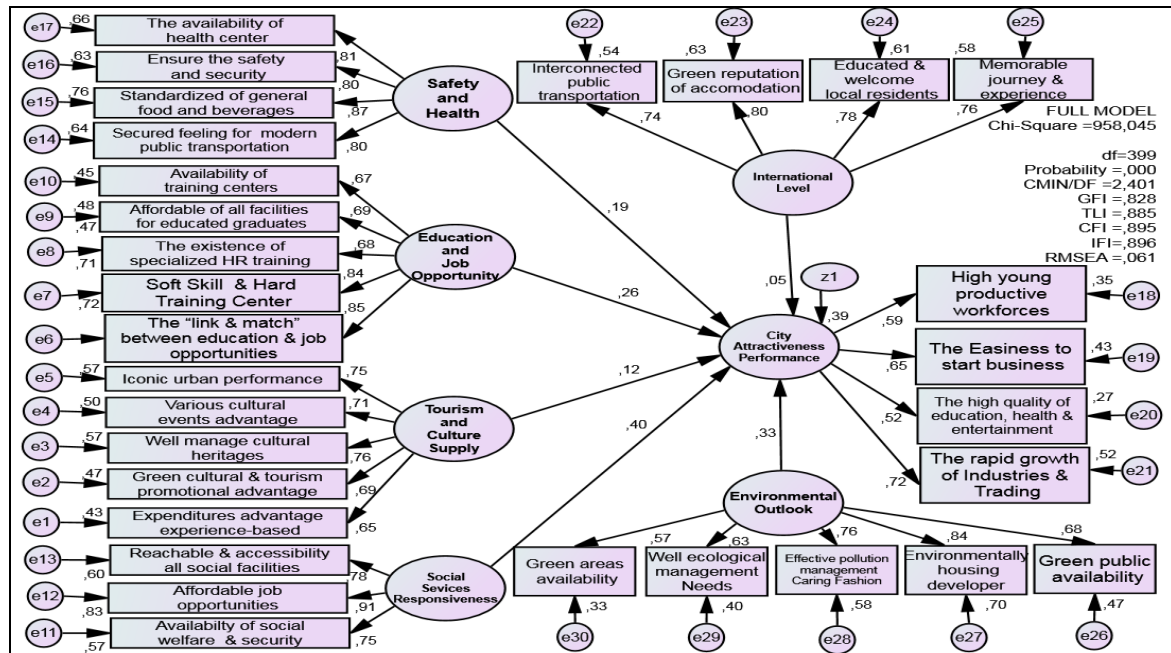 e17
,66
The availability of
health center
e16
,63
,81
Ensure the safety
and security
e15
,76
,80
Standardized of general
food and beverages
e14
,64
,87
Secured feeling for modern
public transportation
,80
Safety
and
Health
e10
,45
Availability of
training centers
,67
e9
,48
,47
Affordable of all facilities
for educated graduates
,69
e8
,71
The existence of
specialized HR training
,68
e7
,72
Soft Skill & Hard
Training Center
,84
e6
The "link & match"
between education & job
opportunities
,85
Education
and
Job
Opportunity
e5
,57
Iconic urban performance
,75
e4
,50
Various cultural
events advantage
,71
e3
,57
Well manage cultural
heritages
,76
e2
,47
Green cultural & tourism
promotional advantage
,69
e1
,43
Expenditures advantage
experience-based
,65
Tourism
and
Culture
Supply
e13
,60
Reachable & accessibility
all social facilities
,78
e12
,83
Affordable job
opportunities
,91
e11
,57
Availabilty of social
welfare & security
,75
Social
Sevices
Responsiveness
e22
e23
e24
e25
,54
,63
,61
,58
Interconnected
public
transportation
Green reputation
of accomodation
Educated &
welcome
local residents
Memorable
journey &
experience
,74
,80
,78
,76
International
Level
FULL MODEL
Chi-Square =958,045
df=399
Probability =,000
CMIN/DF =2,401
GFI =,828
TLI =,885
CFI =,895
IFI=,896
RMSEA =,061
,19
,26
,12
,40
,05
,33
z1
,39
City
Attractiveness
Performance
,59
High young
productive
workforces
,35
e18
,65
The Easiness to
start business
,43
e19
,52
The high quality of
education, health &
entertainment
,27
e20
,72
The rapid growth
of Industries &
Trading
,52
e21
Environmental
Outlook
,57
,63
,76
,84
,68
Green areas
availability
Well ecological
management
Needs
Effective pollution
management
Caring Fashion
Environmentally
housing
developer
Green public
availability
,33
,40
,58
,70
,47
e30
e29
e28
e27
e26